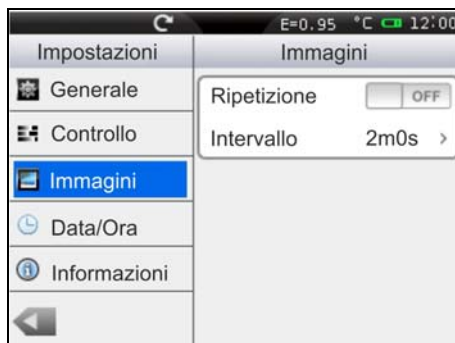 E=0.95 °C 12:00
Impostazioni
Generale
Controllo
Immagini
Data/Ora
Informazioni
Immagini
Ripetizione OFF
Intervallo 2m0s >